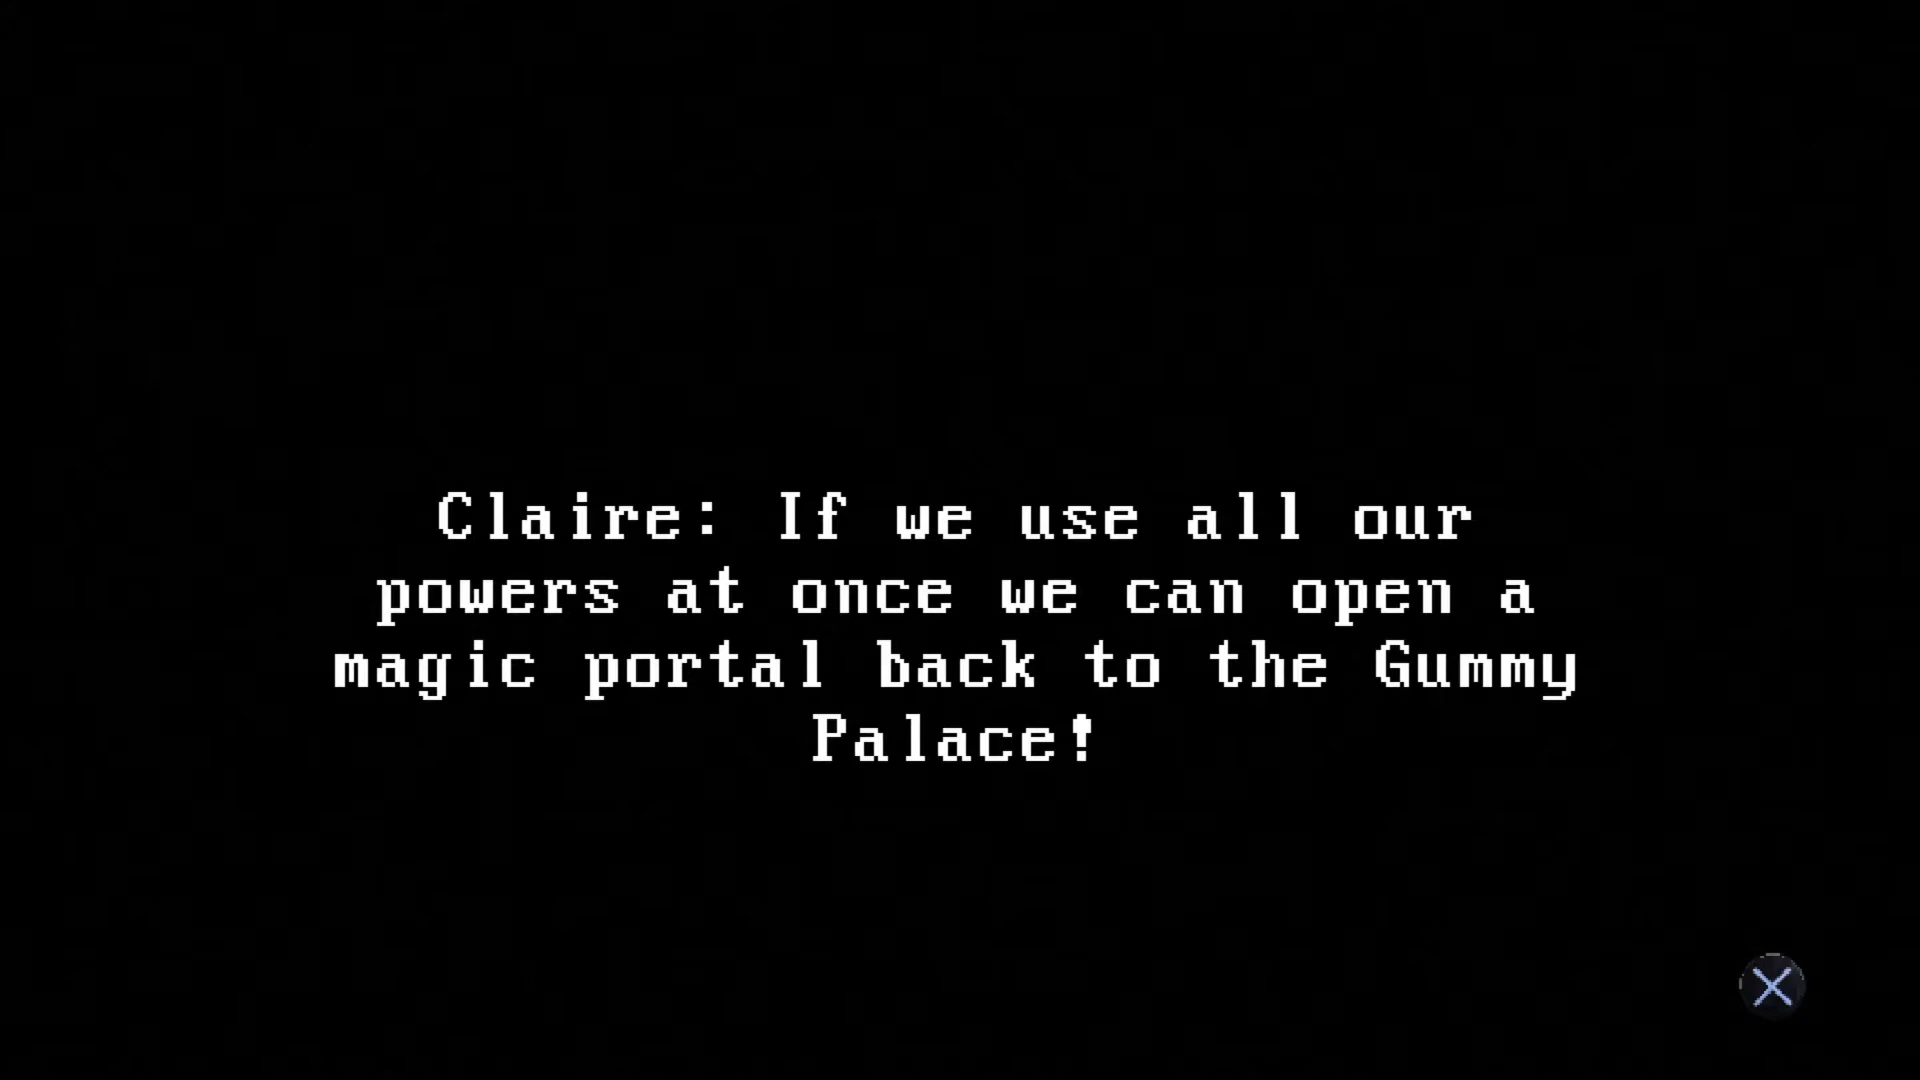 Claire: If we use all our
powers at once we can open a
magic portal back to the Gummy
Palace!